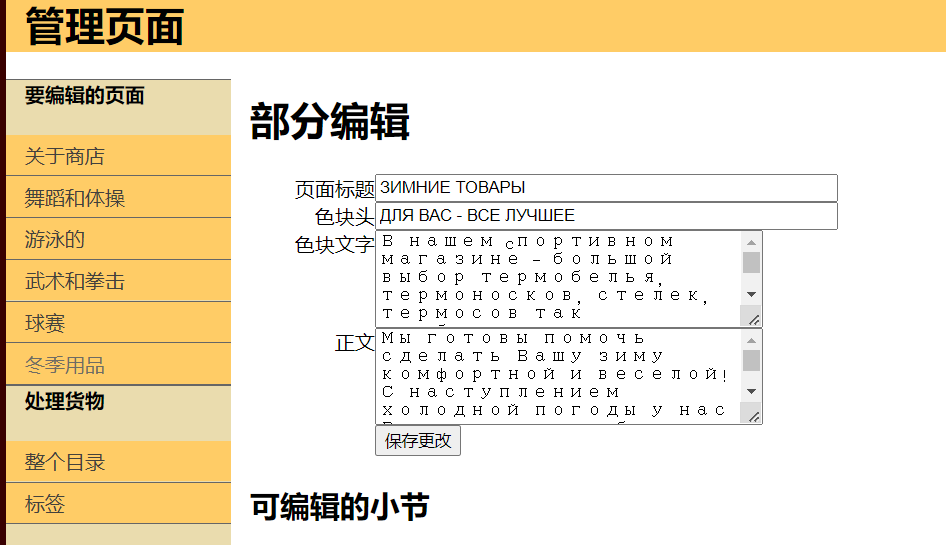 管理页面
要编辑的页面
关于商店
舞蹈和体操
游泳的
武术和拳击
球赛
冬季用品
处理货物
整个目录
标签
部分编辑
页面标题 ЗИМНИЕ ТОВАРЫ
色块头 ДЛЯ ВАС - ВСЕ ЛУЧШЕЕ
色块文字 В нашем спортивном
магазине – большой
выбор термобелья,
термоносков, стелек,
термосов так
正文 Мы готовы помочь
сделать Вашу зиму
комфортной и веселой!
С наступлением
холодной погоды у нас
保存更改
可编辑的小节